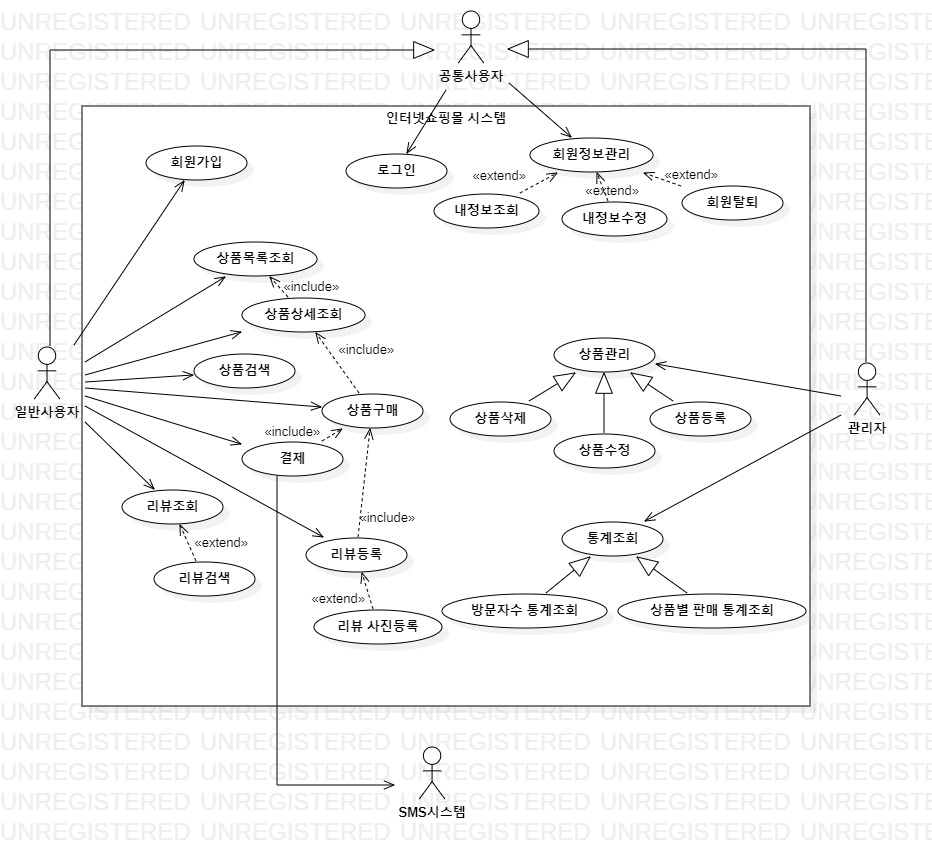 공통사용자
인터넷쇼핑몰 시스템
회원가입
로그인
회원정보관리
«extend»
«extend»
«extend»
내정보조회
내정보수정
회원탈퇴
상품목록조회
«include»
상품상세조회
«include»
상품검색
상품관리
일반사용자
상품구매
상품삭제
상품등록
관리자
«include»
결제
상품수정
리뷰조회
«include»
«extend»
통계조회
리뷰등록
리뷰검색
«extend»
방문자수 통계조회
상품별 판매 통계조회
리뷰 사진등록
SMS시스템
UNREGISTERED